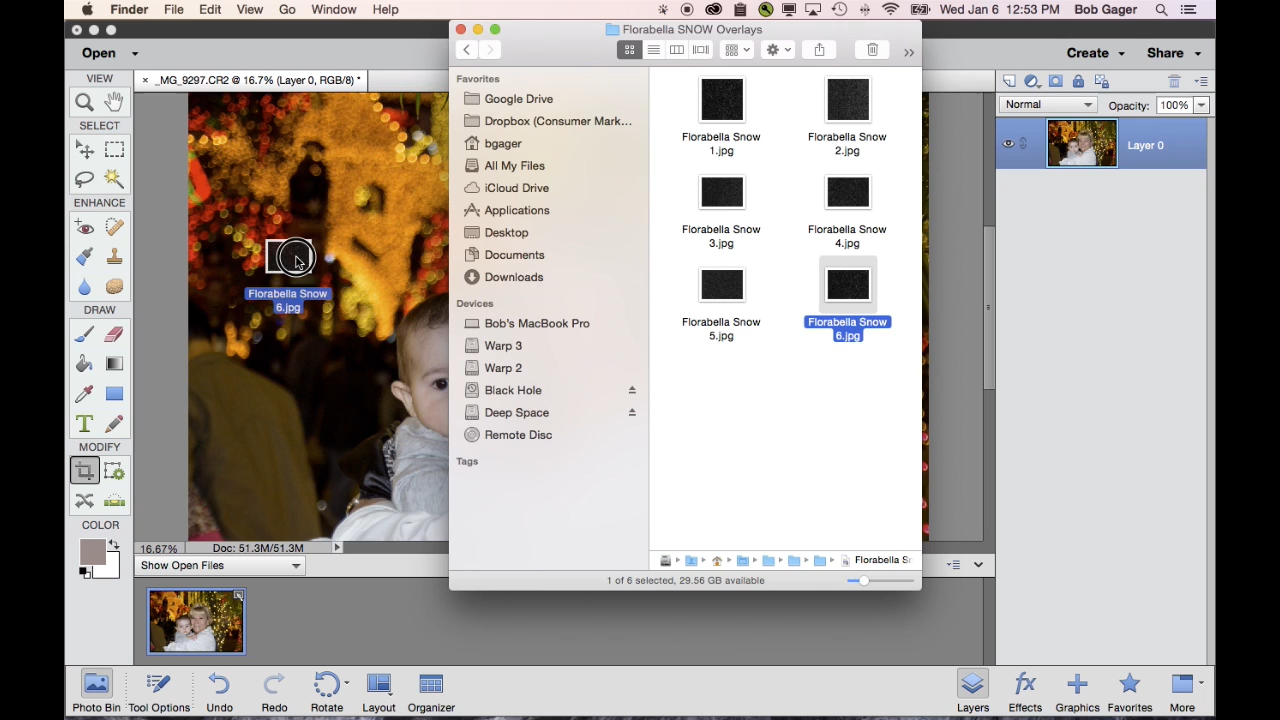 Finder File Edit View Go Window Help Wed Jan 6 12:53 PM Bob Gager
Florabella SNOW Overlays
Open
Create Share
VIEW
× _MG_9297.CR2 @ 16.7% (Layer 0, RGB/8) *
SELECT
ENHANCE
DRAW
T
MODIFY
COLOR
Florabella Snow
6.jpg
16.67% Doc: 51.3M/51.3M
Show Open Files
Favorites
Google Drive
Dropbox (Consumer Mark...
bgager
All My Files
iCloud Drive
Applications
Desktop
Documents
Downloads
Devices
Bob's MacBook Pro
Warp 3
Warp 2
Black Hole
Deep Space
Remote Disc
Tags
Florabella Snow
1.jpg
Florabella Snow
2.jpg
Florabella Snow
3.jpg
Florabella Snow
4.jpg
Florabella Snow
5.jpg
Florabella Snow
6.jpg
Florabella Sn
1 of 6 selected, 29.56 GB available
Normal Opacity: 100%
Layer 0
Photo Bin Tool Options Undo Redo Rotate Layout Organizer Layers Effects Graphics Favorites More